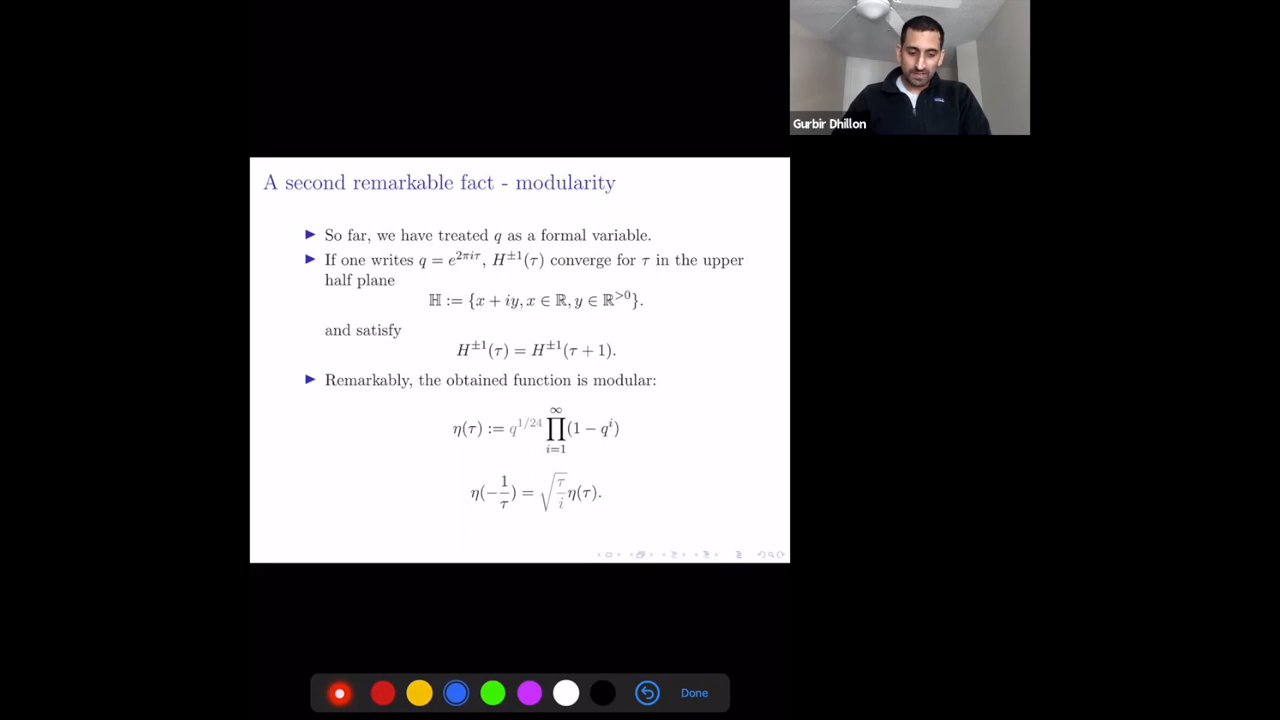 Gurbir Dhillon
A second remarkable fact - modularity
▶ So far, we have treated q as a formal variable.
▶ If one writes q = e^{2πiτ}, H^{±1}(τ) converge for τ in the upper
half plane
ℍ := {x + iy, x ∈ ℝ, y ∈ ℝ^{>0}}.
and satisfy
H^{±1}(τ) = H^{±1}(τ + 1).
▶ Remarkably, the obtained function is modular:
η(τ) := q^{1/24} ∏_{i=1}^{∞} (1 − q^i)
η(−1/τ) = √(τ/i) η(τ).
Done